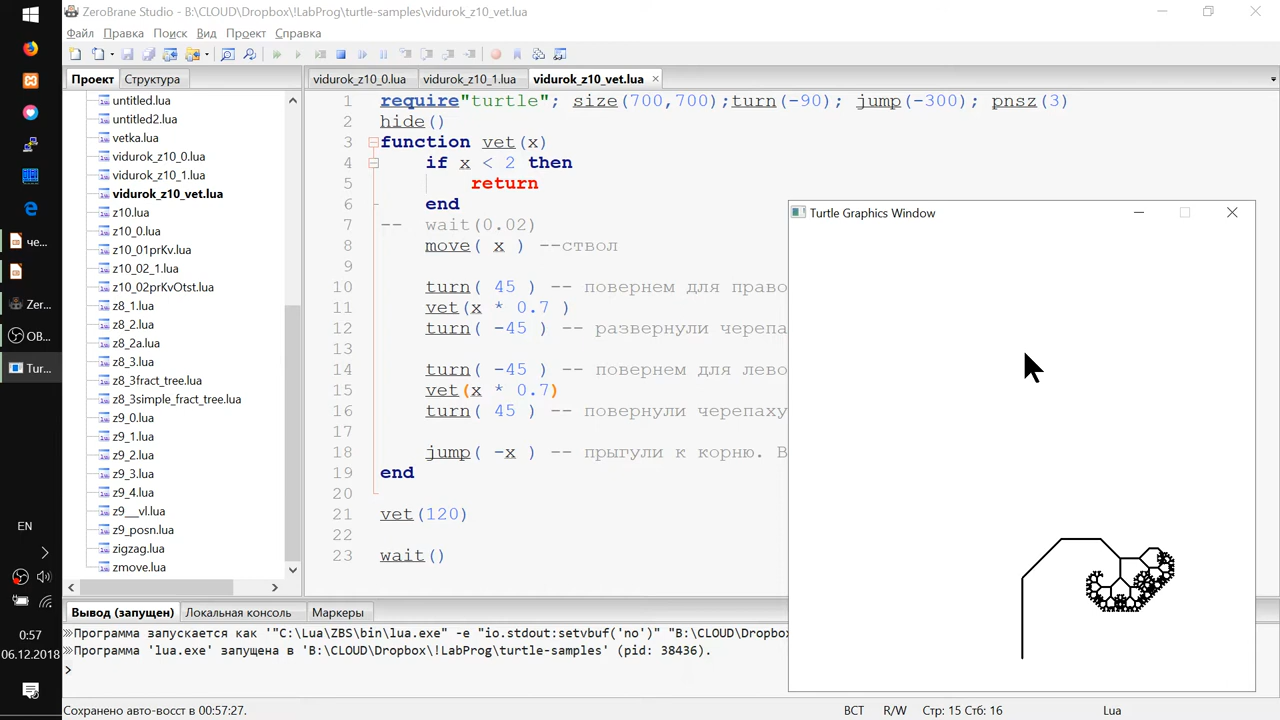 ZeroBrane Studio - B:\CLOUD\Dropbox\!LabProg\turtle-samples\vidurok_z10_vet.lua
Файл Правка Поиск Вид Проект Справка
Проект Структура
vidurok_z10_0.lua vidurok_z10_1.lua vidurok_z10_vet.lua
untitled.lua
untitled2.lua
vetka.lua
vidurok_z10_0.lua
vidurok_z10_1.lua
vidurok_z10_vet.lua
z10.lua
z10_0.lua
z10_01prKv.lua
z10_02_1.lua
z10_02prKvOtst.lua
z8_1.lua
z8_2.lua
z8_2a.lua
z8_3.lua
z8_3fract_tree.lua
z8_3simple_fract_tree.lua
z9_0.lua
z9_1.lua
z9_2.lua
z9_3.lua
z9_4.lua
z9__vl.lua
z9_posn.lua
zigzag.lua
zmove.lua
1 require"turtle"; size(700,700);turn(-90); jump(-300); pnsz(3)
2 hide()
3 function vet(x)
4 if x < 2 then
5 return
6 end
7 -- wait(0.02)
8 move( x ) --ствол
9
10 turn( 45 ) -- повернем для право
11 vet(x * 0.7 )
12 turn( -45 ) -- развернули черепа
13
14 turn( -45 ) -- повернем для лево
15 vet(x * 0.7)
16 turn( 45 ) -- повернули черепаху
17
18 jump( -x ) -- прыгули к корню. В
19 end
20
21 vet(120)
22
23 wait()
Turtle Graphics Window
че...
Zer...
OB...
Tur...
EN
0:57
06.12.2018
Вывод (запущен) Локальная консоль Маркеры
Программа запускается как '"C:\Lua\ZBS\bin\lua.exe" -e "io.stdout:setvbuf('no')" "B:\CLOUD\Dropbox
Программа 'lua.exe' запущена в 'B:\CLOUD\Dropbox\!LabProg\turtle-samples' (pid: 38436).
Сохранено авто-восст в 00:57:27. ВСТ R/W Стр: 15 Стб: 16 Lua